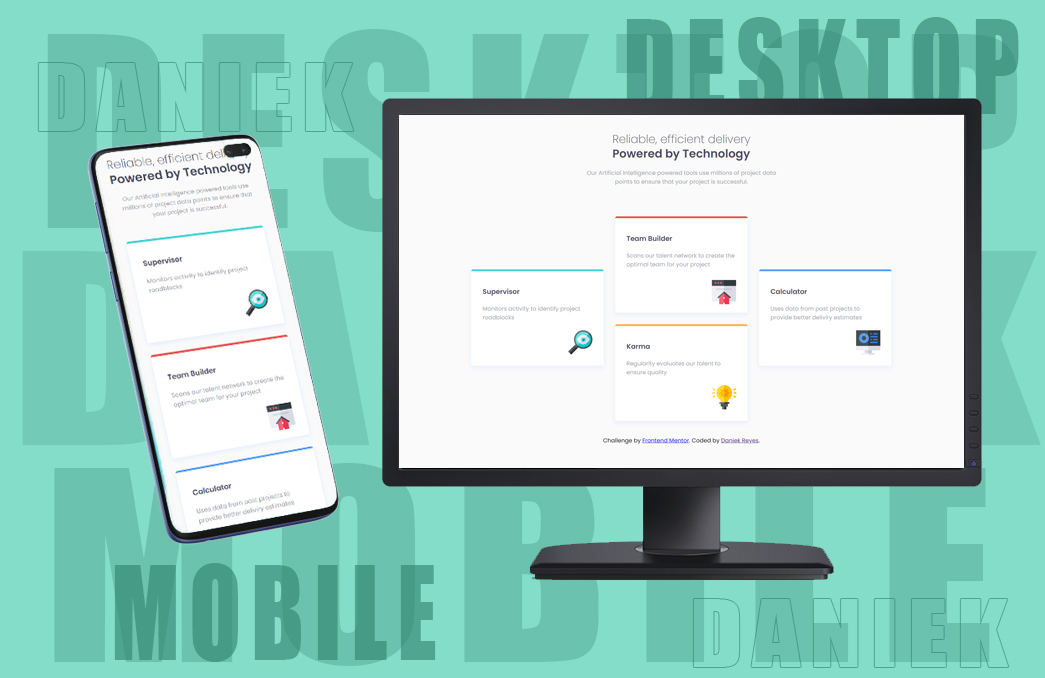 DESKTOP
DANIEK
MOBILE
DESKTOP
DANIEK
Reliable, efficient
Powered by Technology
Our Artificial Intelligence powered tools use
millions of project data points to ensure that
your project is successful.
Supervisor
Monitors activity to identify project
roadblocks
Team Builder
Scans our talent network to create the
optimal team for your project
Calculator
Uses data from past projects to
provide better deliviry estimates
Reliable, efficient delivery
Powered by Technology
Our Artificial Intelligence powered tools use millions of project data
points to ensure that your project is successful.
Team Builder
Scans our talent network to create the
optimal team for your project
Supervisor
Monitors activity to identify project
roadblocks
Calculator
Uses data from past projects to
provide better deliviry estimates
Karma
Regularity evaluates our talent to
ensure quality
Challenge by Frontend Mentor. Coded by Daniek Reyes.
MOBILE
DANIEK